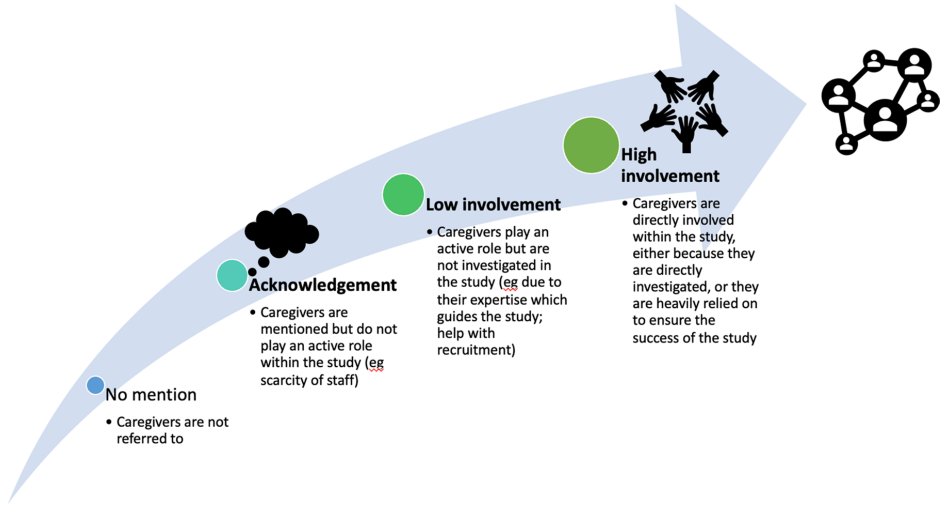 No mention
• Caregivers are not
referred to
Acknowledgement
• Caregivers are
mentioned but do not
play an active role
within the study (eg
scarcity of staff)
Low involvement
• Caregivers play an
active role but are
not investigated in
the study (eg due to
their expertise which
guides the study;
help with
recruitment)
High
involvement
• Caregivers are
directly involved
within the study,
either because they
are directly
investigated, or they
are heavily relied on
to ensure the
success of the study